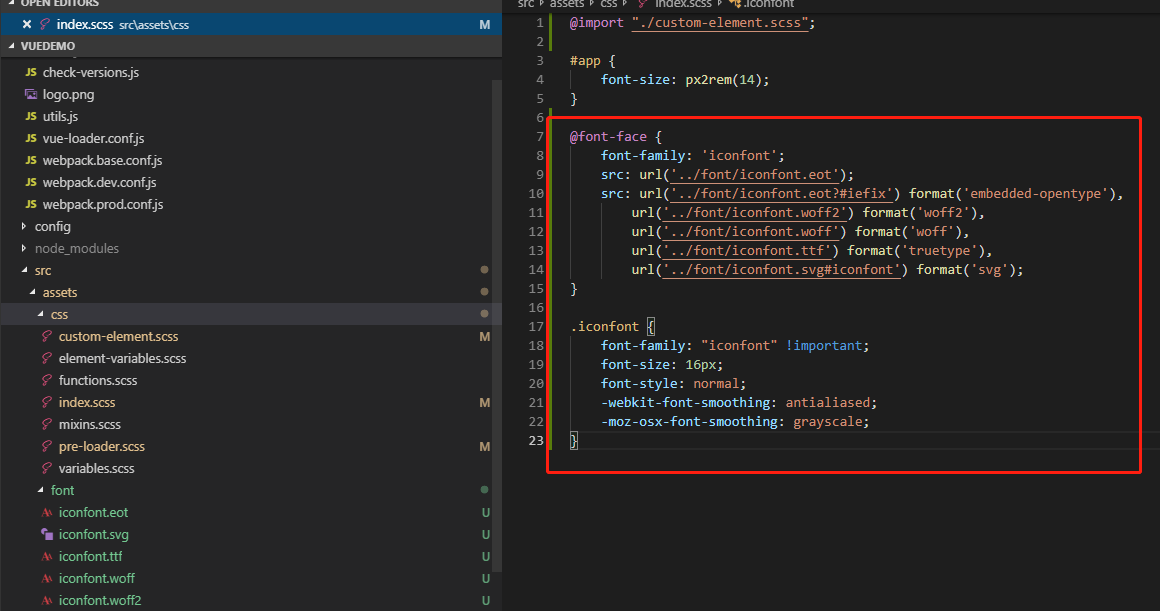 OPEN EDITORS
index.scss src\assets\css M
VUEDEMO
JS check-versions.js
logo.png
JS utils.js
JS vue-loader.conf.js
JS webpack.base.conf.js
JS webpack.dev.conf.js
JS webpack.prod.conf.js
config
node_modules
src
assets
css
custom-element.scss M
element-variables.scss
functions.scss
index.scss M
mixins.scss
pre-loader.scss M
variables.scss
font
iconfont.eot U
iconfont.svg U
iconfont.ttf U
iconfont.woff U
iconfont.woff2 U
src assets css index.scss .iconfont
1 @import "./custom-element.scss";
2
3 #app {
4 font-size: px2rem(14);
5 }
6
7 @font-face {
8 font-family: 'iconfont';
9 src: url('../font/iconfont.eot');
10 src: url('../font/iconfont.eot?#iefix') format('embedded-opentype'),
11 url('../font/iconfont.woff2') format('woff2'),
12 url('../font/iconfont.woff') format('woff'),
13 url('../font/iconfont.ttf') format('truetype'),
14 url('../font/iconfont.svg#iconfont') format('svg');
15 }
16
17 .iconfont {
18 font-family: "iconfont" !important;
19 font-size: 16px;
20 font-style: normal;
21 -webkit-font-smoothing: antialiased;
22 -moz-osx-font-smoothing: grayscale;
23 }